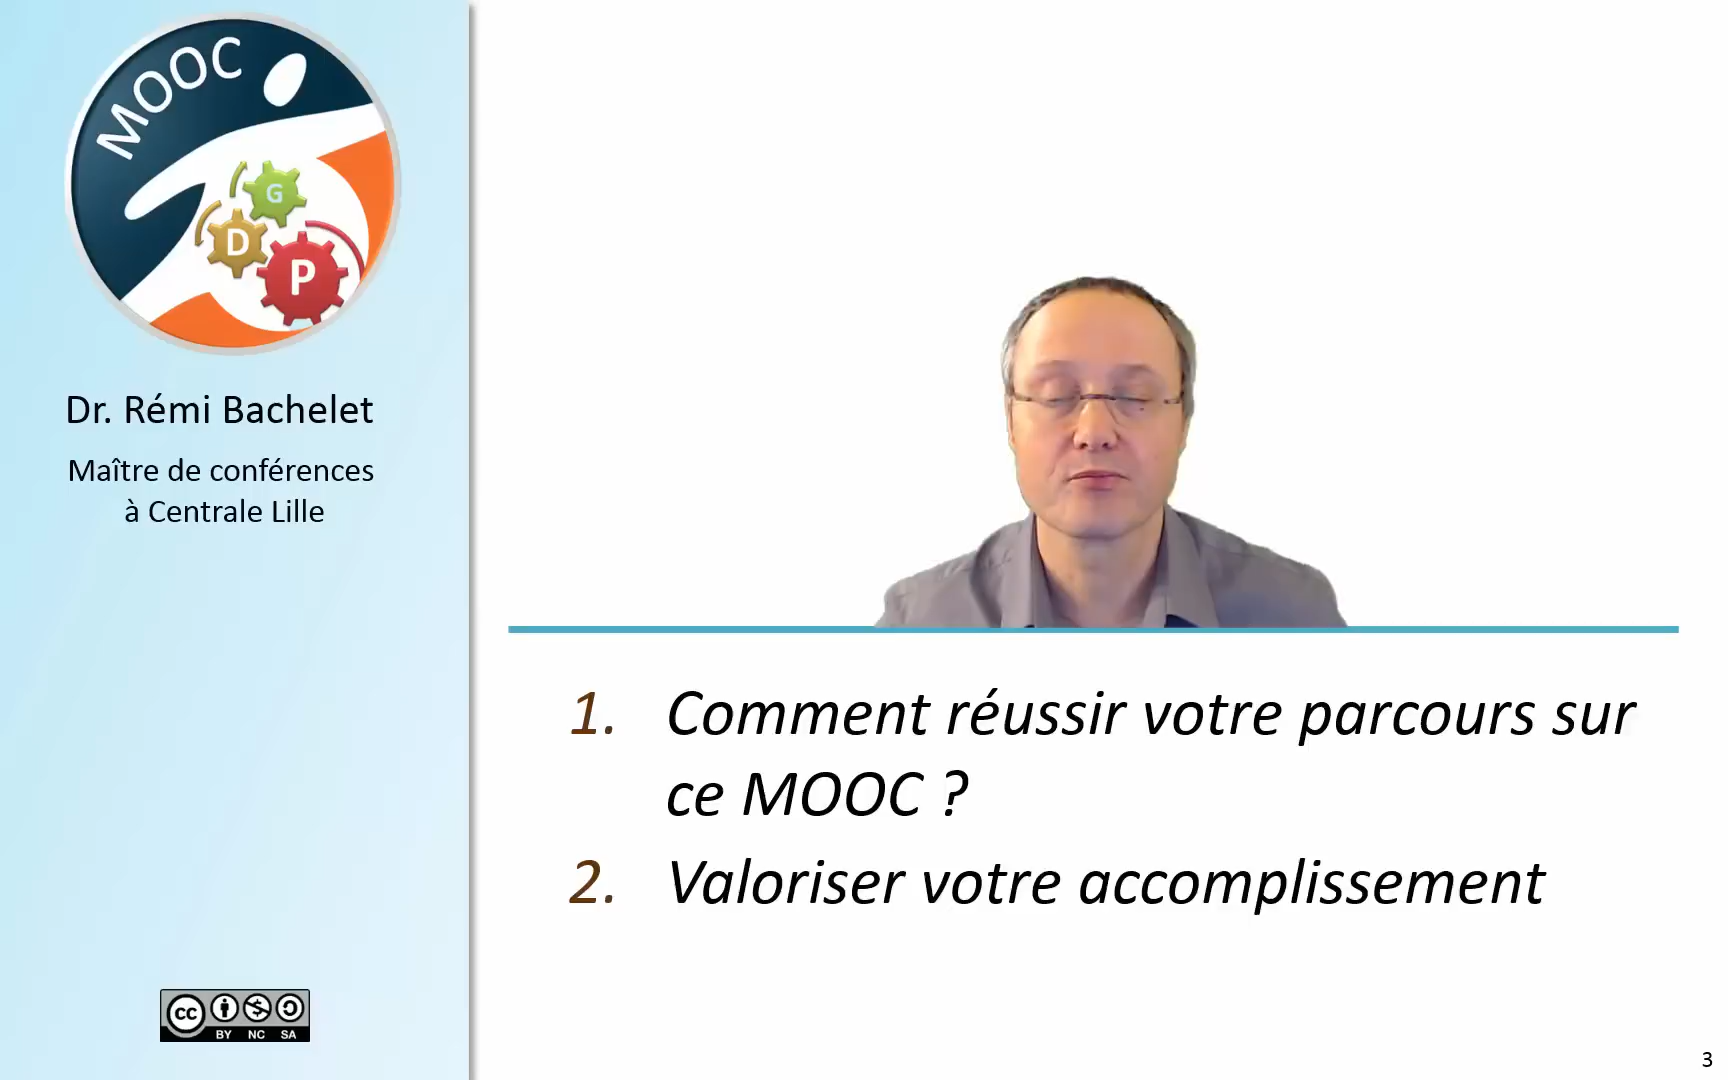 MOOC
G
D
P
Dr. Rémi Bachelet
Maître de conférences
à Centrale Lille
cc
BY NC SA
1. Comment réussir votre parcours sur
ce MOOC ?
2. Valoriser votre accomplissement
3